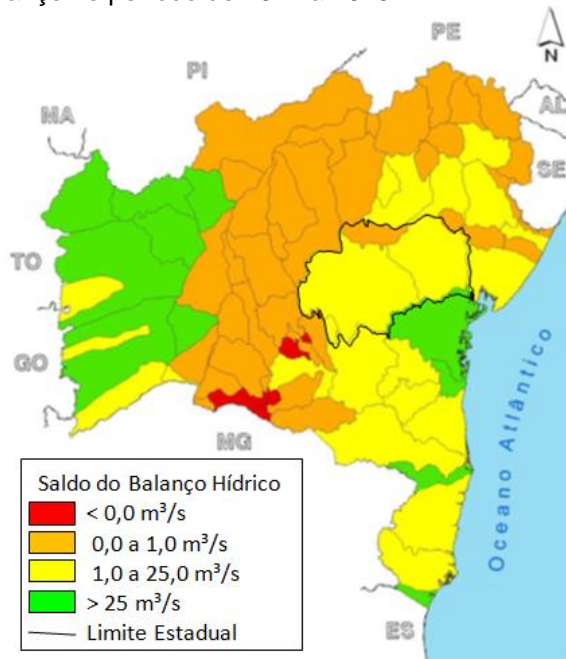 PE
N
PI
AL
MA
SE
TO
GO
MG
Oceano Atlântico
Saldo do Balanço Hídrico
< 0,0 m³/s
0,0 a 1,0 m³/s
1,0 a 25,0 m³/s
> 25 m³/s
Limite Estadual
ES